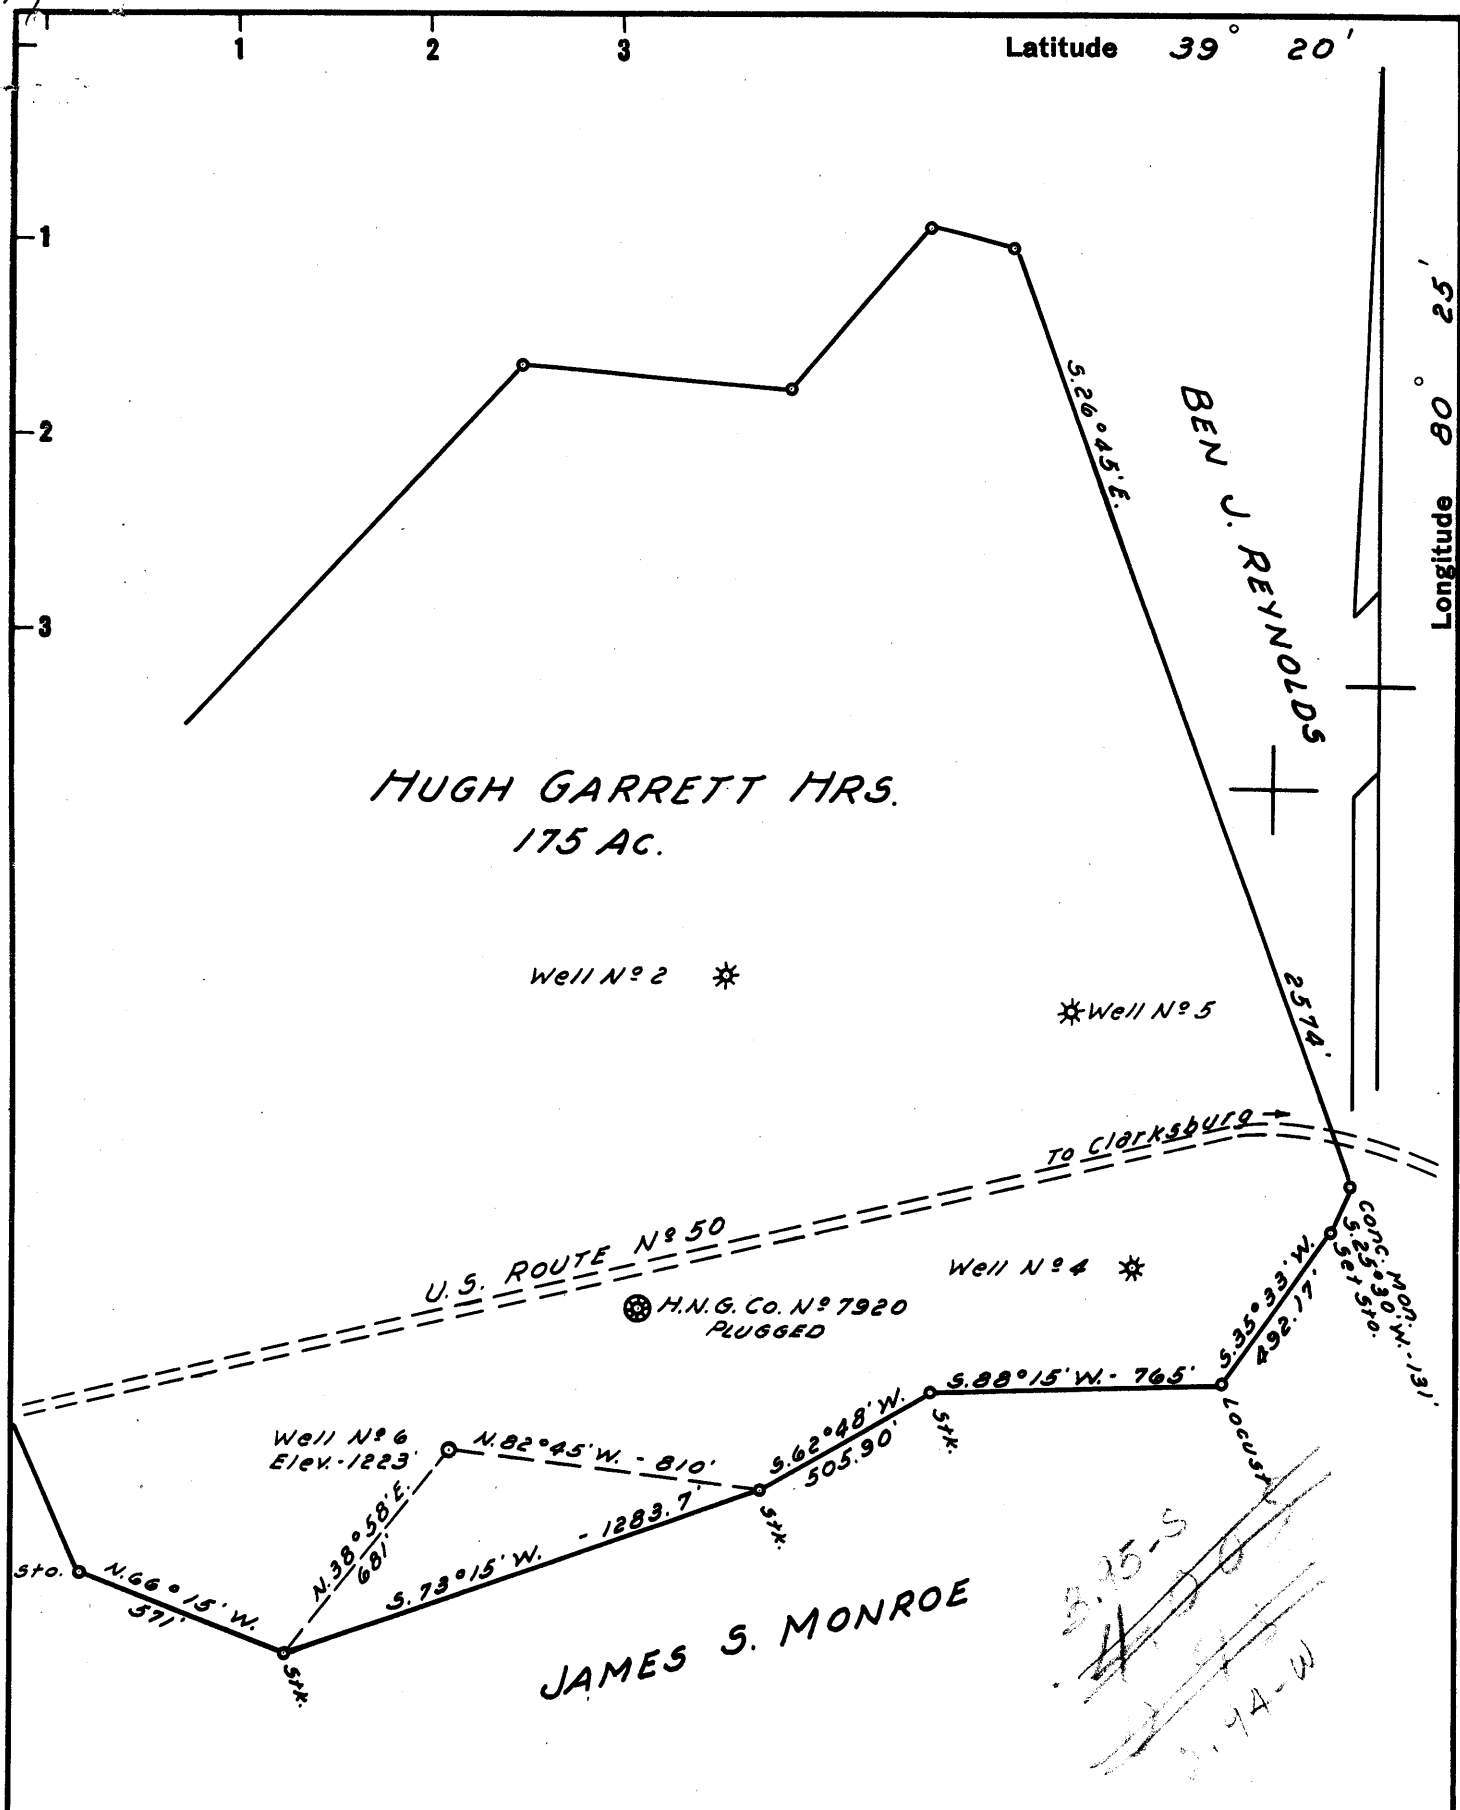 1 2 3 Latitude 39° 20'
1
2
3
Longitude 80° 25'
S.26°45'E.
2574'
BEN J. REYNOLDS
HUGH GARRETT HRS.
175 AC.
Well Nº 2
Well Nº 5
To Clarksburg →
U.S. ROUTE Nº 50
Well Nº 4
H.N.G. Co. Nº 7920
PLUGGED
Conc. Mon.
S.25°30'W.-131'
Set Sto.
S.35°33'W.
492.17'
Locust
S.88°15'W.- 765'
Stk.
S.62°48'W.
505.90'
Stk.
Well Nº 6
Elev.-1223'
N.82°45'W. - 810'
N.38°58'E.
681'
S.73°15'W. - 1283.7'
Sto.
N.66°15'W.
571'
Stk.
JAMES S. MONROE
3.95-S